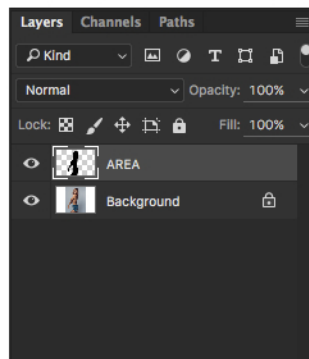 Layers Channels Paths
Kind T
Normal Opacity: 100%
Lock: Fill: 100%
AREA
Background